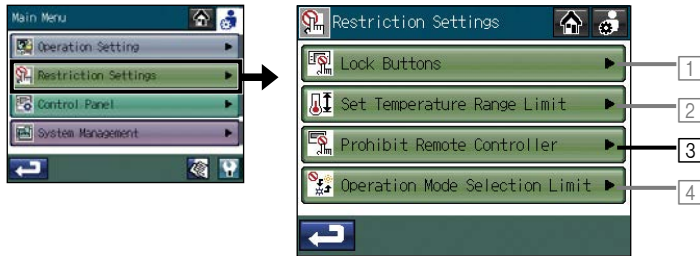 Main Menu
Operation Setting
Restriction Settings
Control Panel
System Management
Restriction Settings
Lock Buttons
1
Set Temperature Range Limit
2
Prohibit Remote Controller
3
Operation Mode Selection Limit
4